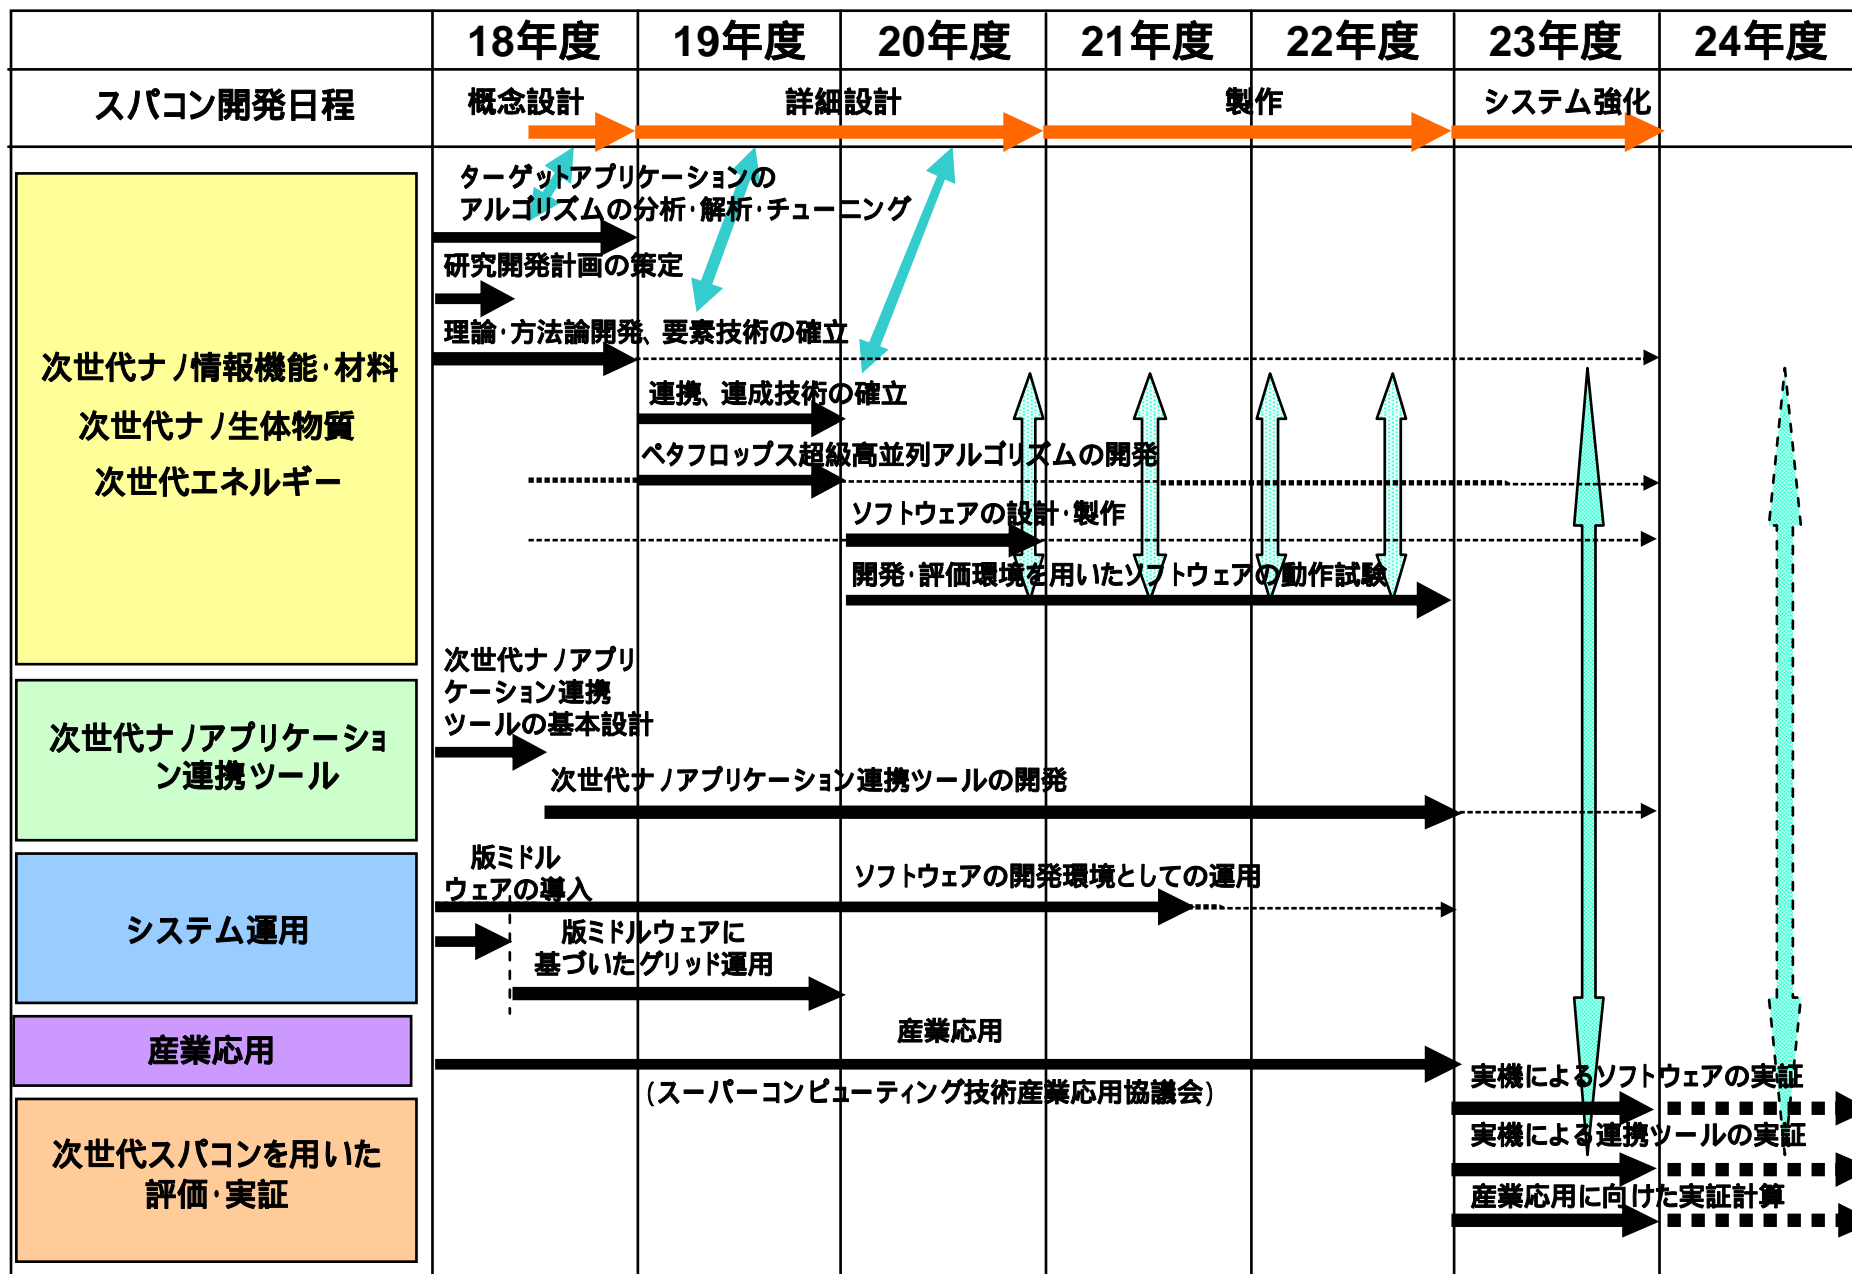 18年度 19年度 20年度 21年度 22年度 23年度 24年度
スパコン開発日程
概念設計 詳細設計 製作 システム強化
次世代ナノ情報機能・材料
次世代ナノ生体物質
次世代エネルギー
ターゲットアプリケーションの
アルゴリズムの分析・解析・チューニング
研究開発計画の策定
理論・方法論開発、要素技術の確立
連携、連成技術の確立
ペタフロップス超級高並列アルゴリズムの開発
ソフトウェアの設計・製作
開発・評価環境を用いたソフトウェアの動作試験
次世代ナノアプリケーショ
ン連携ツール
次世代ナノアプリ
ケーション連携
ツールの基本設計
次世代ナノアプリケーション連携ツールの開発
システム運用
版ミドル
ウェアの導入
ソフトウェアの開発環境としての運用
版ミドルウェアに
基づいたグリッド運用
産業応用
産業応用
(スーパーコンピューティング技術産業応用協議会)
次世代スパコンを用いた
評価・実証
実機によるソフトウェアの実証
実機による連携ツールの実証
産業応用に向けた実証計算